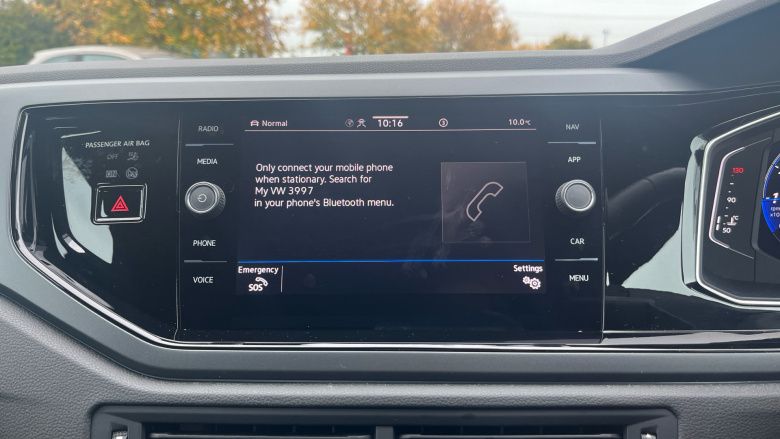 PASSENGER AIR BAG
OFF
ON
RADIO
MEDIA
PHONE
VOICE
Normal
10:16
3
10.0°C
Only connect your mobile phone
when stationary. Search for
My VW 3997
in your phone's Bluetooth menu.
Emergency
SOS
Settings
NAV
APP
CAR
MENU
130
90
50
°C
rpm